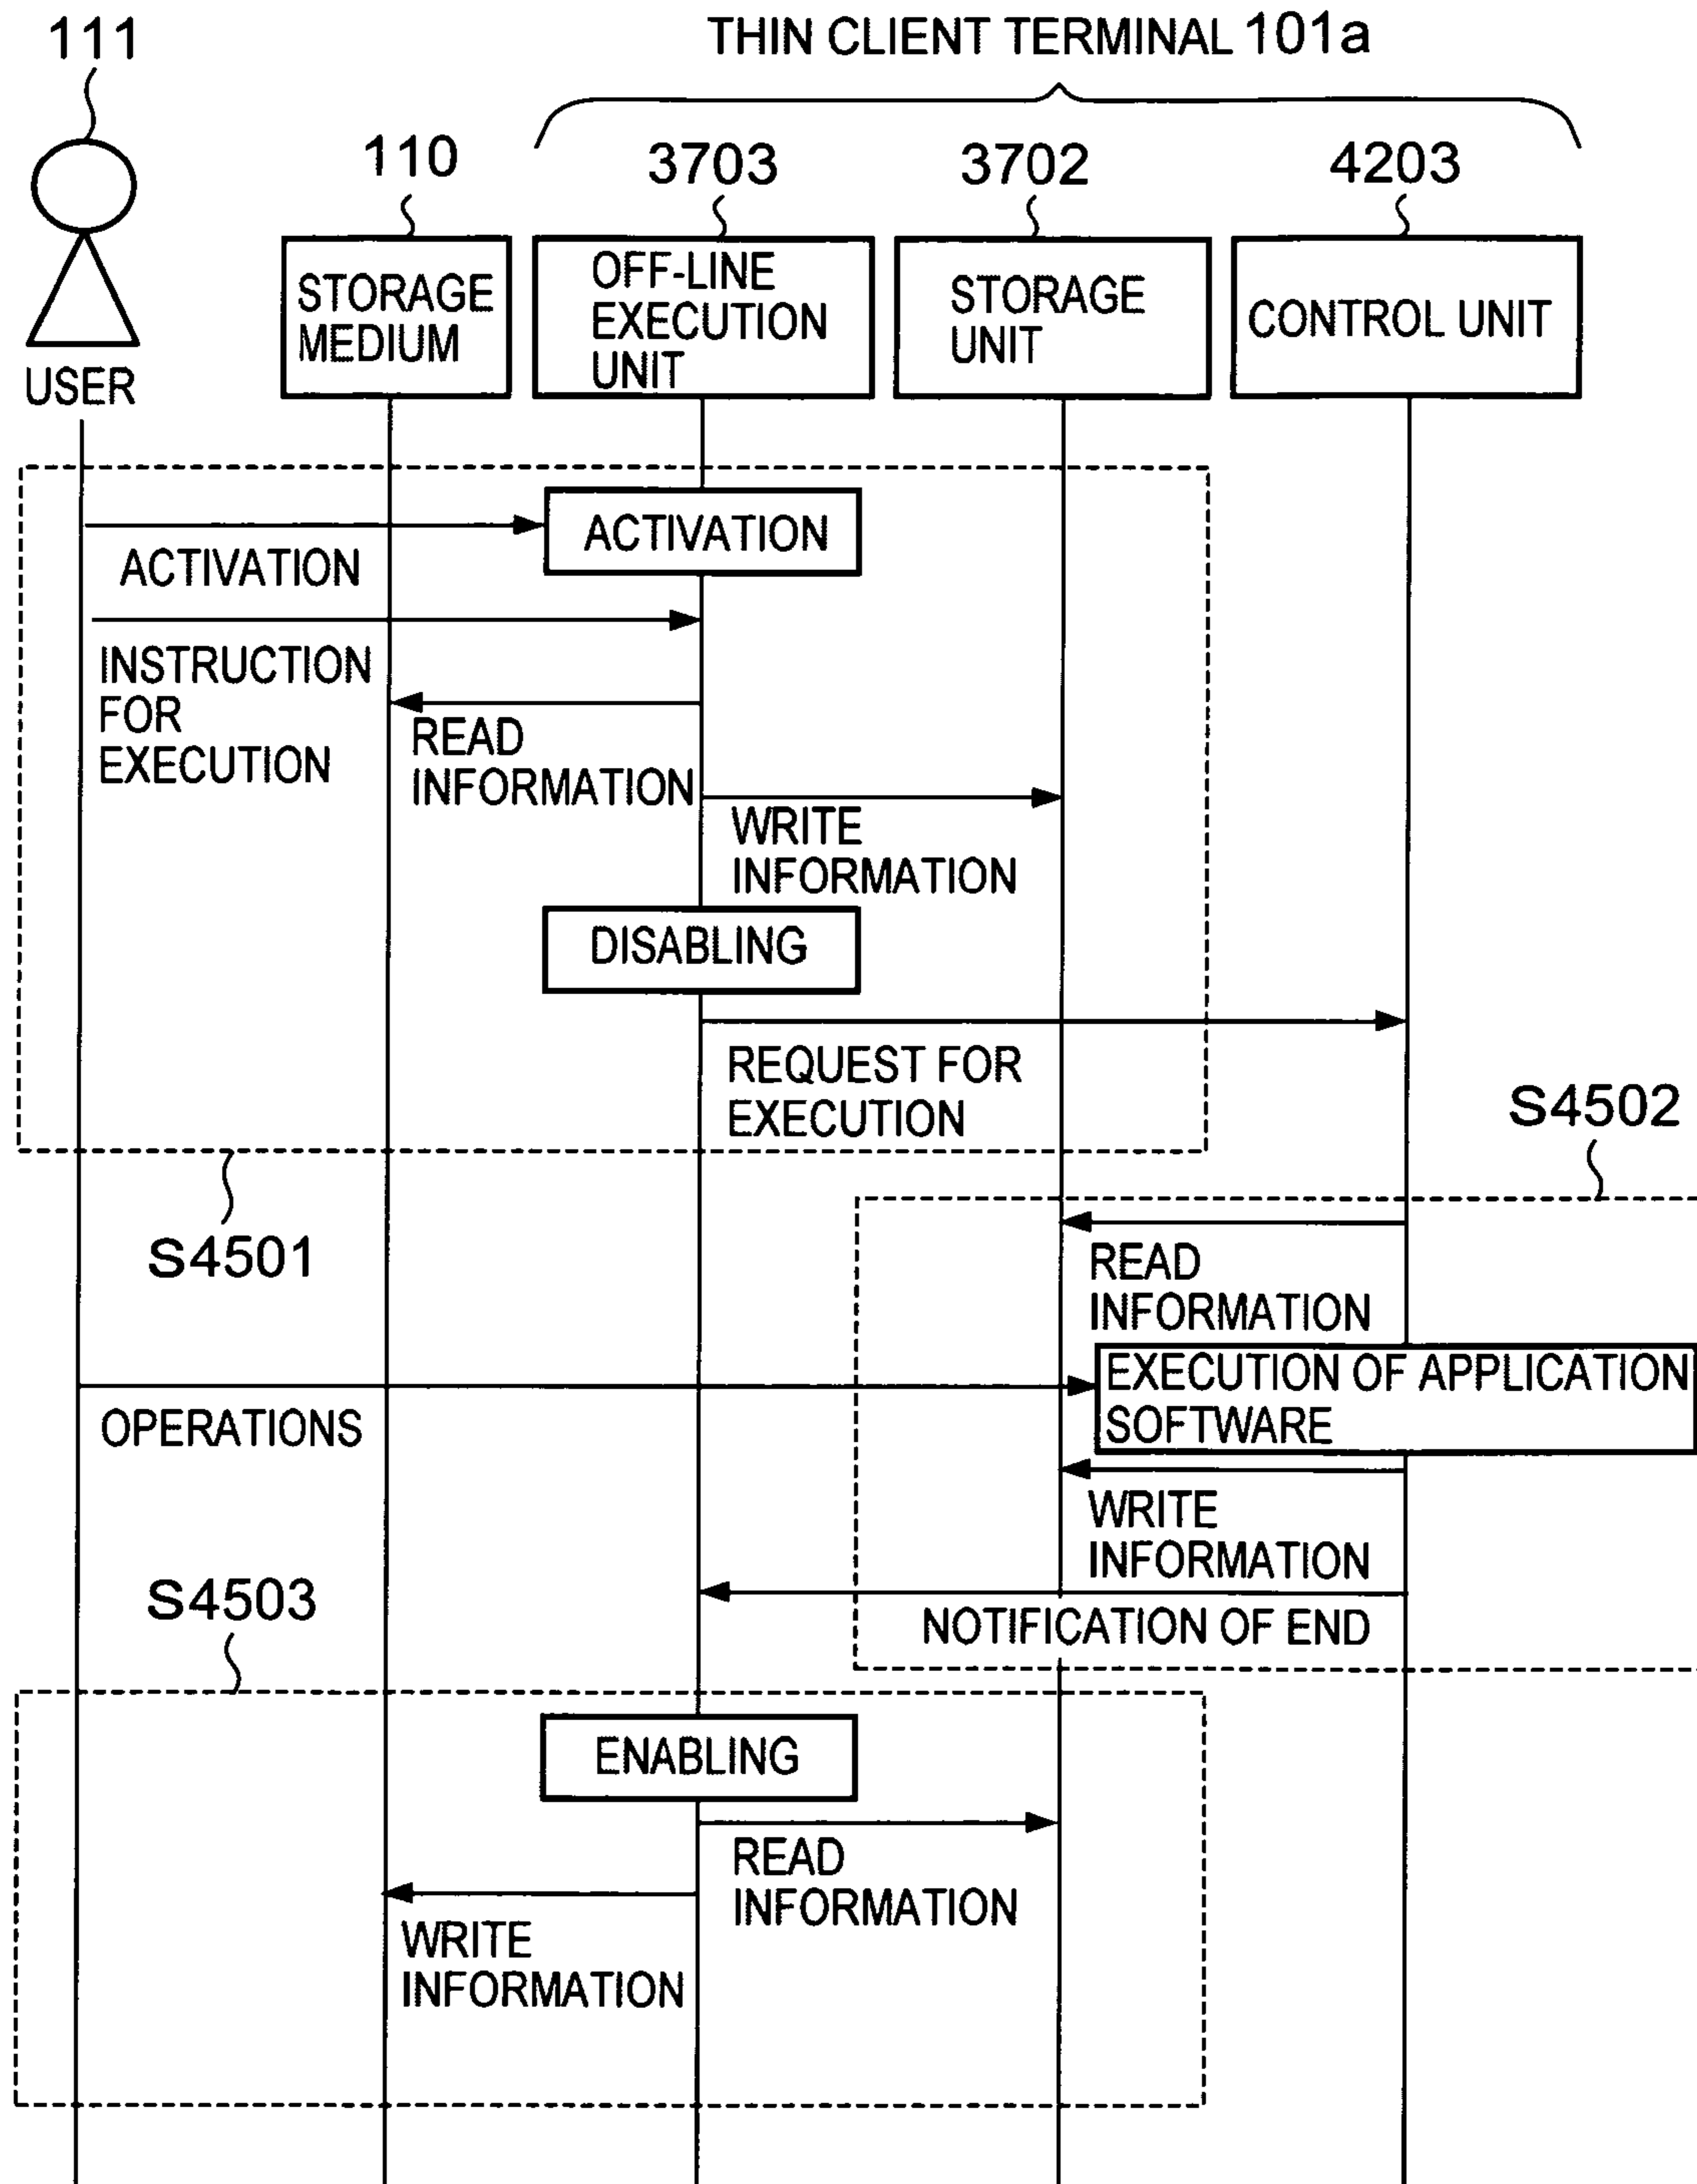 111
THIN CLIENT TERMINAL 101a
110
3703
3702
4203
STORAGE
MEDIUM
OFF-LINE
EXECUTION
UNIT
STORAGE
UNIT
CONTROL UNIT
USER
ACTIVATION
ACTIVATION
INSTRUCTION
FOR
EXECUTION
READ
INFORMATION
WRITE
INFORMATION
DISABLING
REQUEST FOR
EXECUTION
S4502
S4501
READ
INFORMATION
EXECUTION OF APPLICATION
SOFTWARE
OPERATIONS
WRITE
INFORMATION
S4503
NOTIFICATION OF END
ENABLING
READ
INFORMATION
WRITE
INFORMATION